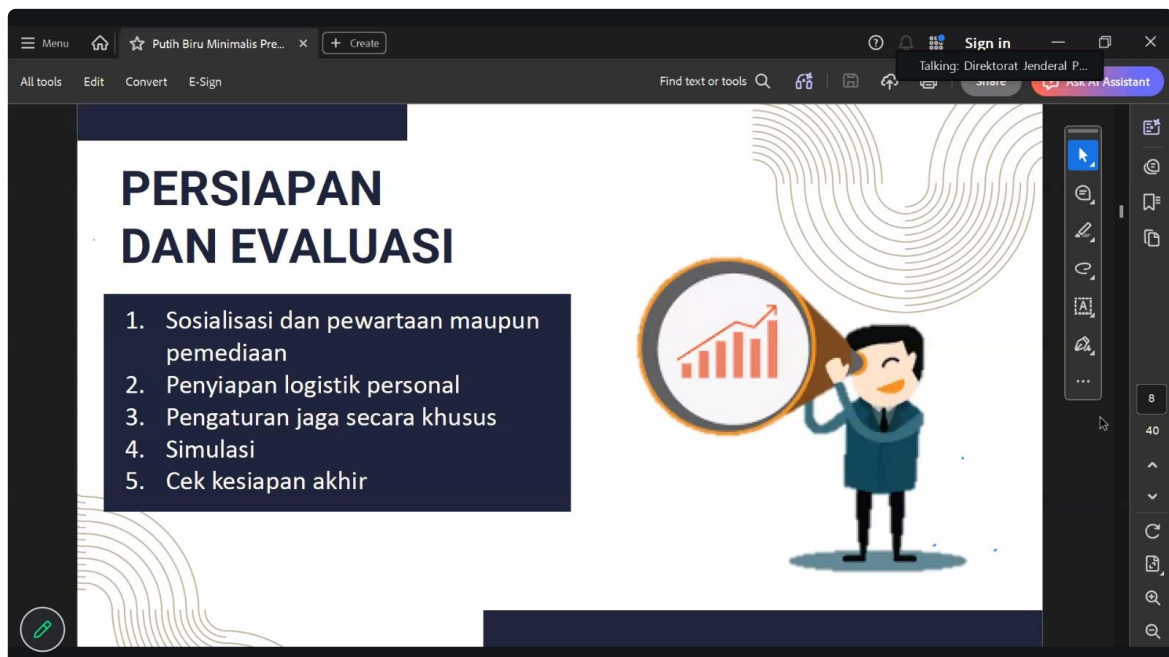 Menu
Putih Biru Minimalis Pre...
+ Create
Sign in
Talking: Direktorat Jenderal P...
All tools Edit Convert E-Sign
Find text or tools
Share
Ask AI Assistant
PERSIAPAN
DAN EVALUASI
1. Sosialisasi dan pewartaan maupun
pemediaan
2. Penyiapan logistik personal
3. Pengaturan jaga secara khusus
4. Simulasi
5. Cek kesiapan akhir
8
40